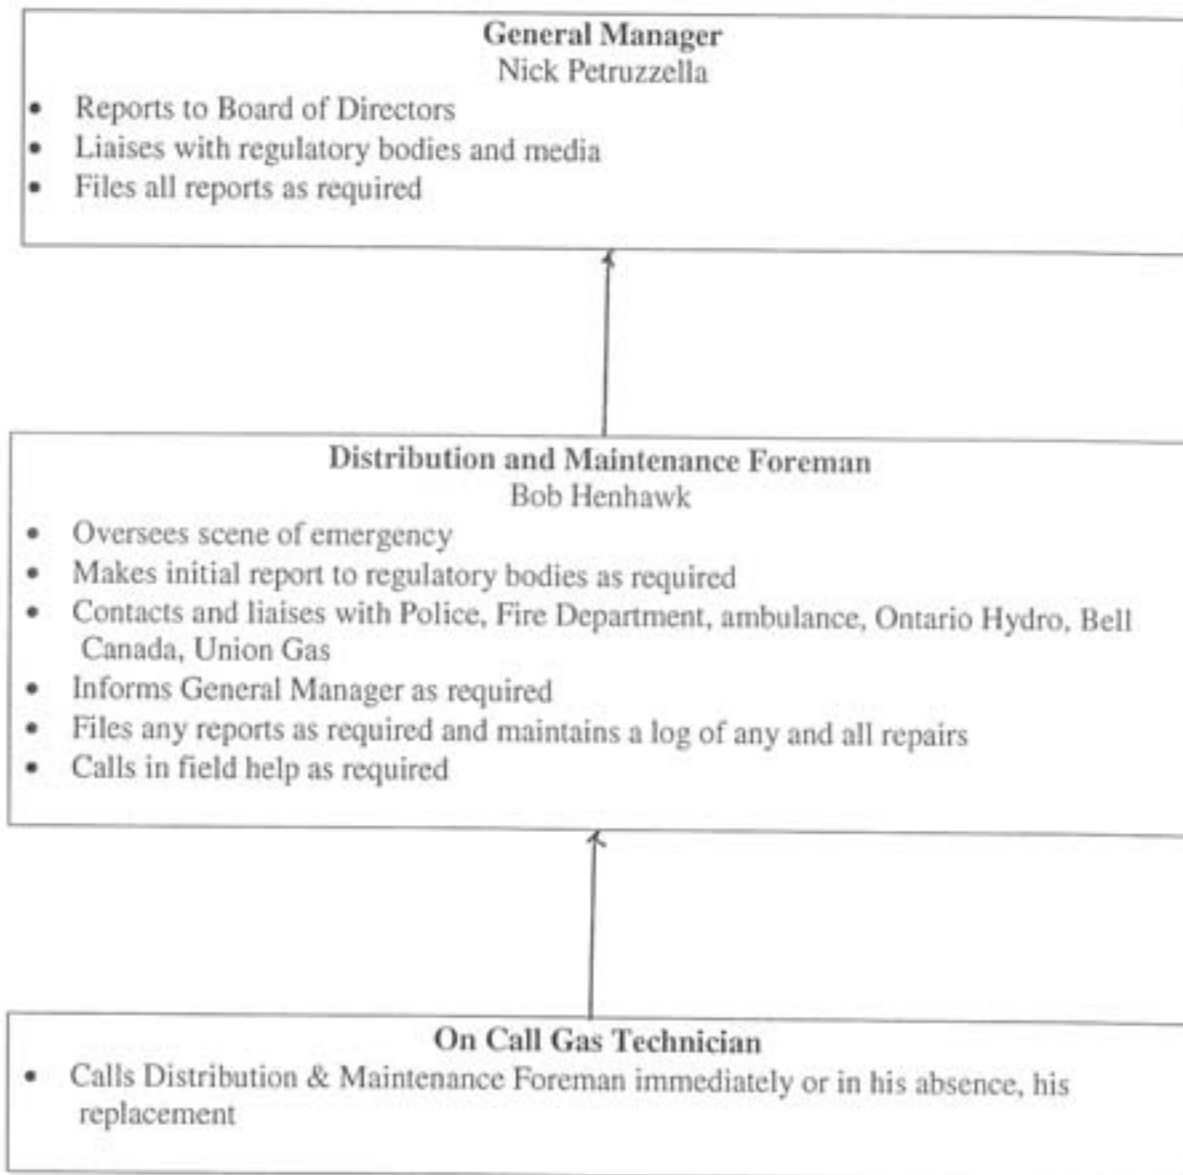 General Manager
Nick Petruzzella
• Reports to Board of Directors
• Liaises with regulatory bodies and media
• Files all reports as required
Distribution and Maintenance Foreman
Bob Henhawk
• Oversees scene of emergency
• Makes initial report to regulatory bodies as required
• Contacts and liaises with Police, Fire Department, ambulance, Ontario Hydro, Bell
Canada, Union Gas
• Informs General Manager as required
• Files any reports as required and maintains a log of any and all repairs
• Calls in field help as required
On Call Gas Technician
• Calls Distribution & Maintenance Foreman immediately or in his absence, his
replacement